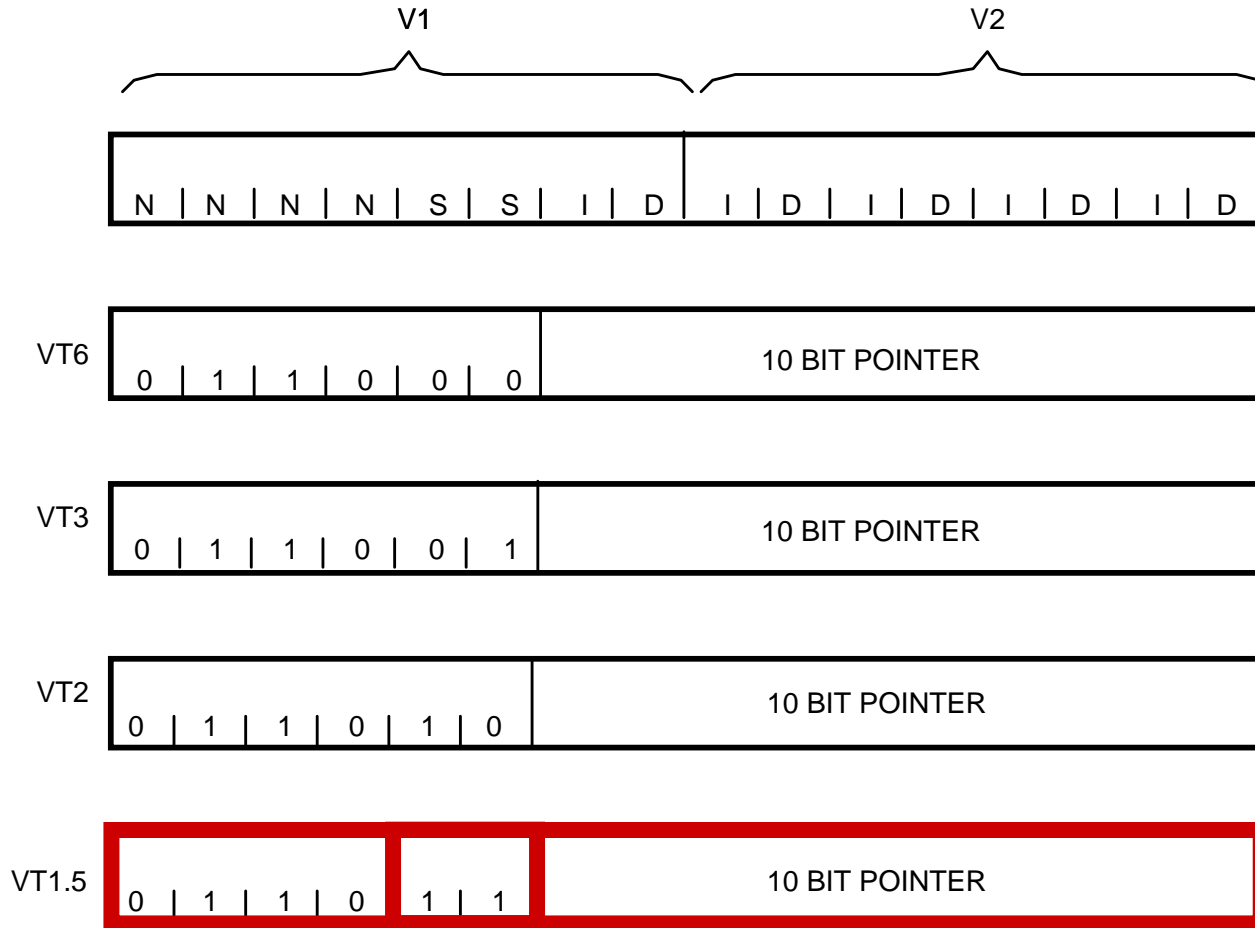 V1 V2
N N N N S S I D I D I D I D I D
VT6 0 1 1 0 0 0 10 BIT POINTER
VT3 0 1 1 0 0 1 10 BIT POINTER
VT2 0 1 1 0 1 0 10 BIT POINTER
VT1.5 0 1 1 0 1 1 10 BIT POINTER